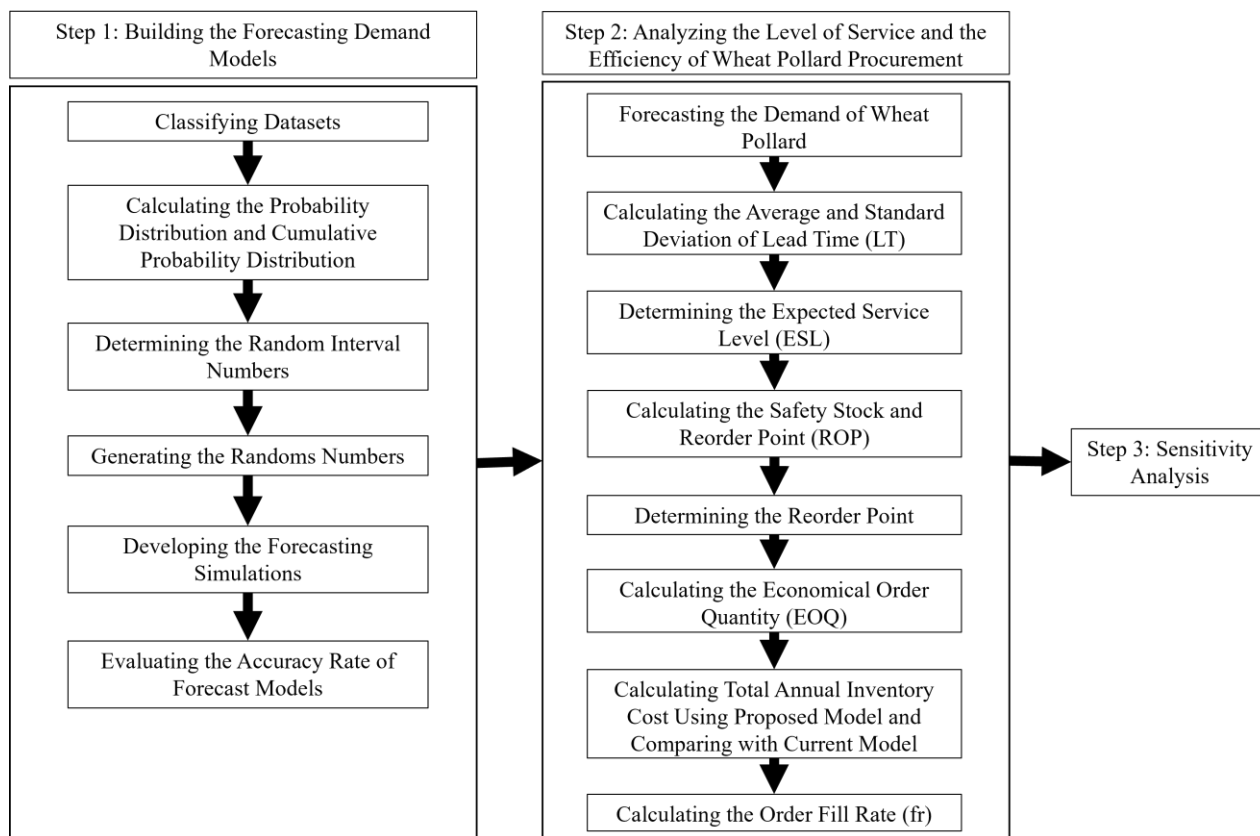 Step 1: Building the Forecasting Demand
Models
Classifying Datasets
Calculating the Probability
Distribution and Cumulative
Probability Distribution
Determining the Random Interval
Numbers
Generating the Randoms Numbers
Developing the Forecasting
Simulations
Evaluating the Accuracy Rate of
Forecast Models
Step 2: Analyzing the Level of Service and the
Efficiency of Wheat Pollard Procurement
Forecasting the Demand of Wheat
Pollard
Calculating the Average and Standard
Deviation of Lead Time (LT)
Determining the Expected Service
Level (ESL)
Calculating the Safety Stock and
Reorder Point (ROP)
Determining the Reorder Point
Calculating the Economical Order
Quantity (EOQ)
Calculating Total Annual Inventory
Cost Using Proposed Model and
Comparing with Current Model
Calculating the Order Fill Rate (fr)
Step 3: Sensitivity
Analysis